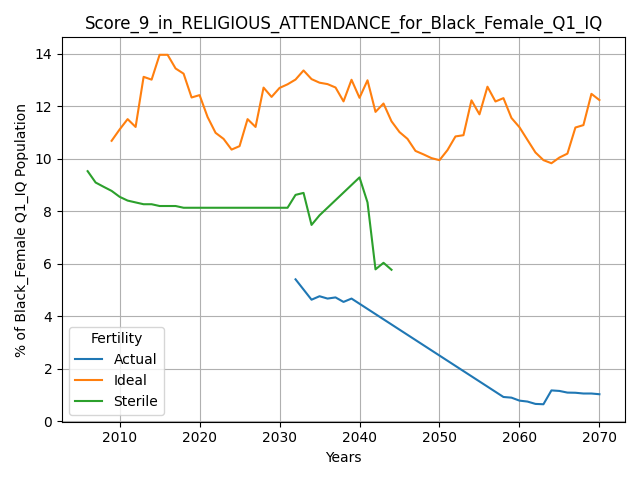 Score_9_in_RELIGIOUS_ATTENDANCE_for_Black_Female_Q1_IQ
% of Black_Female Q1_IQ Population
14
12
10
8
6
4
2
0
Fertility
Actual
Ideal
Sterile
2010 2020 2030 2040 2050 2060 2070
Years